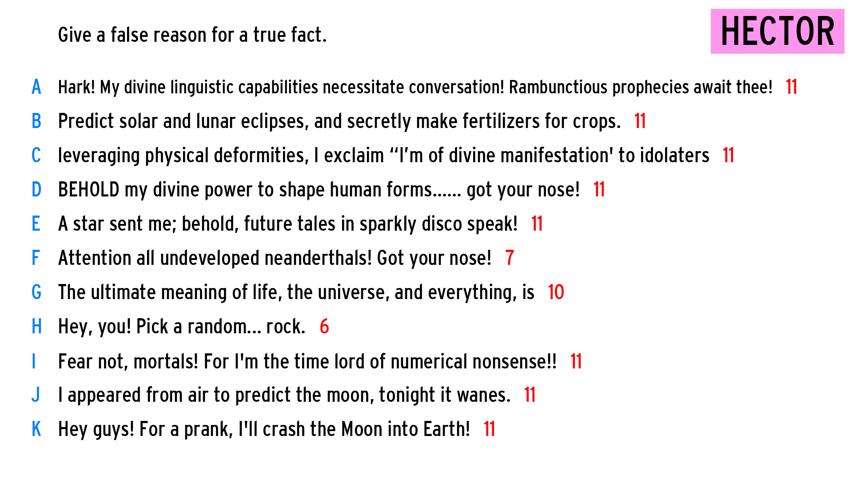 Give a false reason for a true fact.
HECTOR
A Hark! My divine linguistic capabilities necessitate conversation! Rambunctious prophecies await thee! 11
B Predict solar and lunar eclipses, and secretly make fertilizers for crops. 11
C leveraging physical deformities, I exclaim “I’m of divine manifestation' to idolaters 11
D BEHOLD my divine power to shape human forms...... got your nose! 11
E A star sent me; behold, future tales in sparkly disco speak! 11
F Attention all undeveloped neanderthals! Got your nose! 7
G The ultimate meaning of life, the universe, and everything, is 10
H Hey, you! Pick a random... rock. 6
I Fear not, mortals! For I'm the time lord of numerical nonsense!! 11
J I appeared from air to predict the moon, tonight it wanes. 11
K Hey guys! For a prank, I'll crash the Moon into Earth! 11